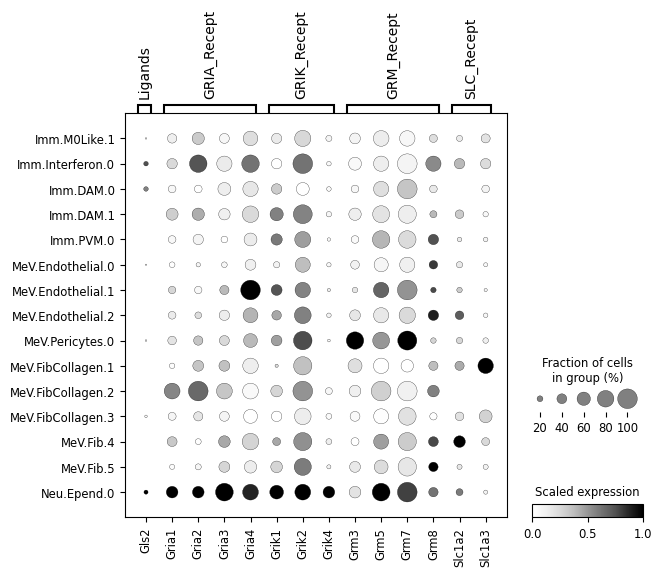 Ligands
GRIA_Recept
GRIK_Recept
GRM_Recept
SLC_Recept
Imm.M0Like.1
Imm.Interferon.0
Imm.DAM.0
Imm.DAM.1
Imm.PVM.0
MeV.Endothelial.0
MeV.Endothelial.1
MeV.Endothelial.2
MeV.Pericytes.0
MeV.FibCollagen.1
MeV.FibCollagen.2
MeV.FibCollagen.3
MeV.Fib.4
MeV.Fib.5
Neu.Epend.0
Gls2
Gria1
Gria2
Gria3
Gria4
Grik1
Grik2
Grik4
Grm3
Grm5
Grm7
Grm8
Slc1a2
Slc1a3
Fraction of cells
in group (%)
20 40 60 80 100
Scaled expression
0.0 0.5 1.0